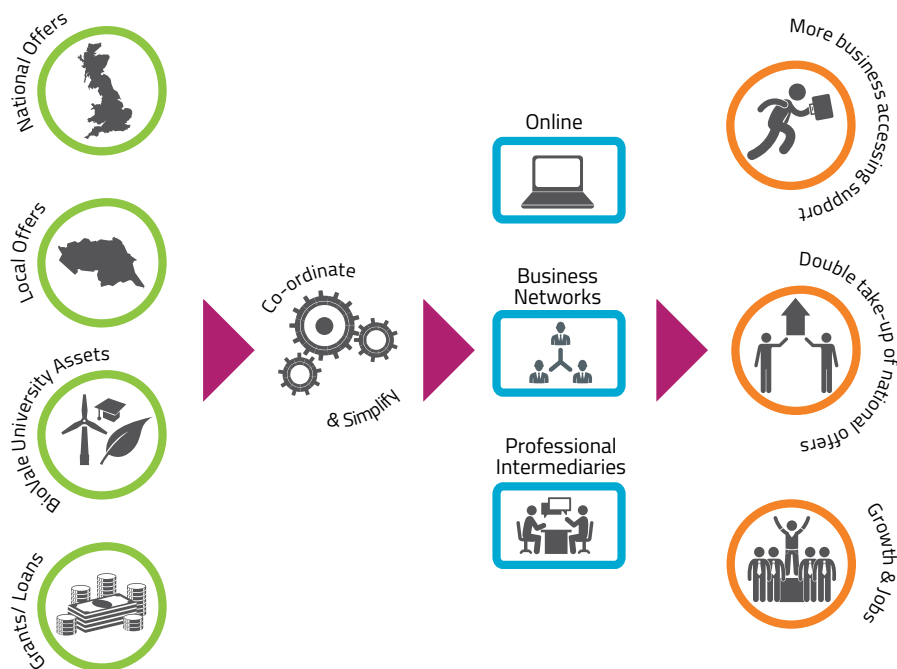 National Offers
Local Offers
BioVale University Assets
Grants/ Loans
Co-ordinate
& Simplify
Online
Business
Networks
Professional
Intermediaries
More business accessing support
Double take-up of national offers
Growth & Jobs